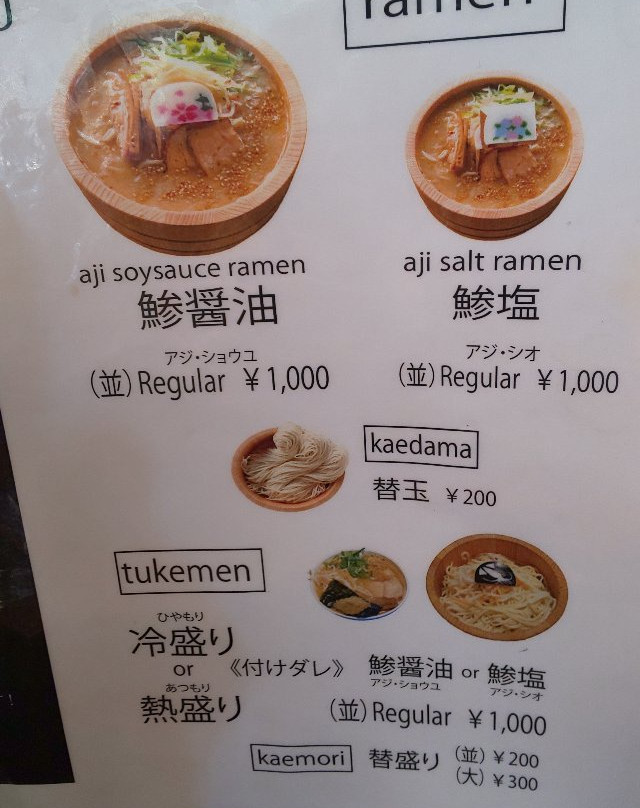 ramen
aji soysauce ramen
鯵醤油
アジ・ショウユ
(並) Regular ¥1,000
aji salt ramen
鯵塩
アジ・シオ
(並) Regular ¥1,000
kaedama
替玉 ¥200
tukemen
ひやもり
冷盛り
or
あつもり
熱盛り
《付けダレ》 鯵醤油 or 鯵塩
アジ・ショウユ アジ・シオ
(並) Regular ¥1,000
kaemori 替盛り (並) ¥200
(大) ¥300